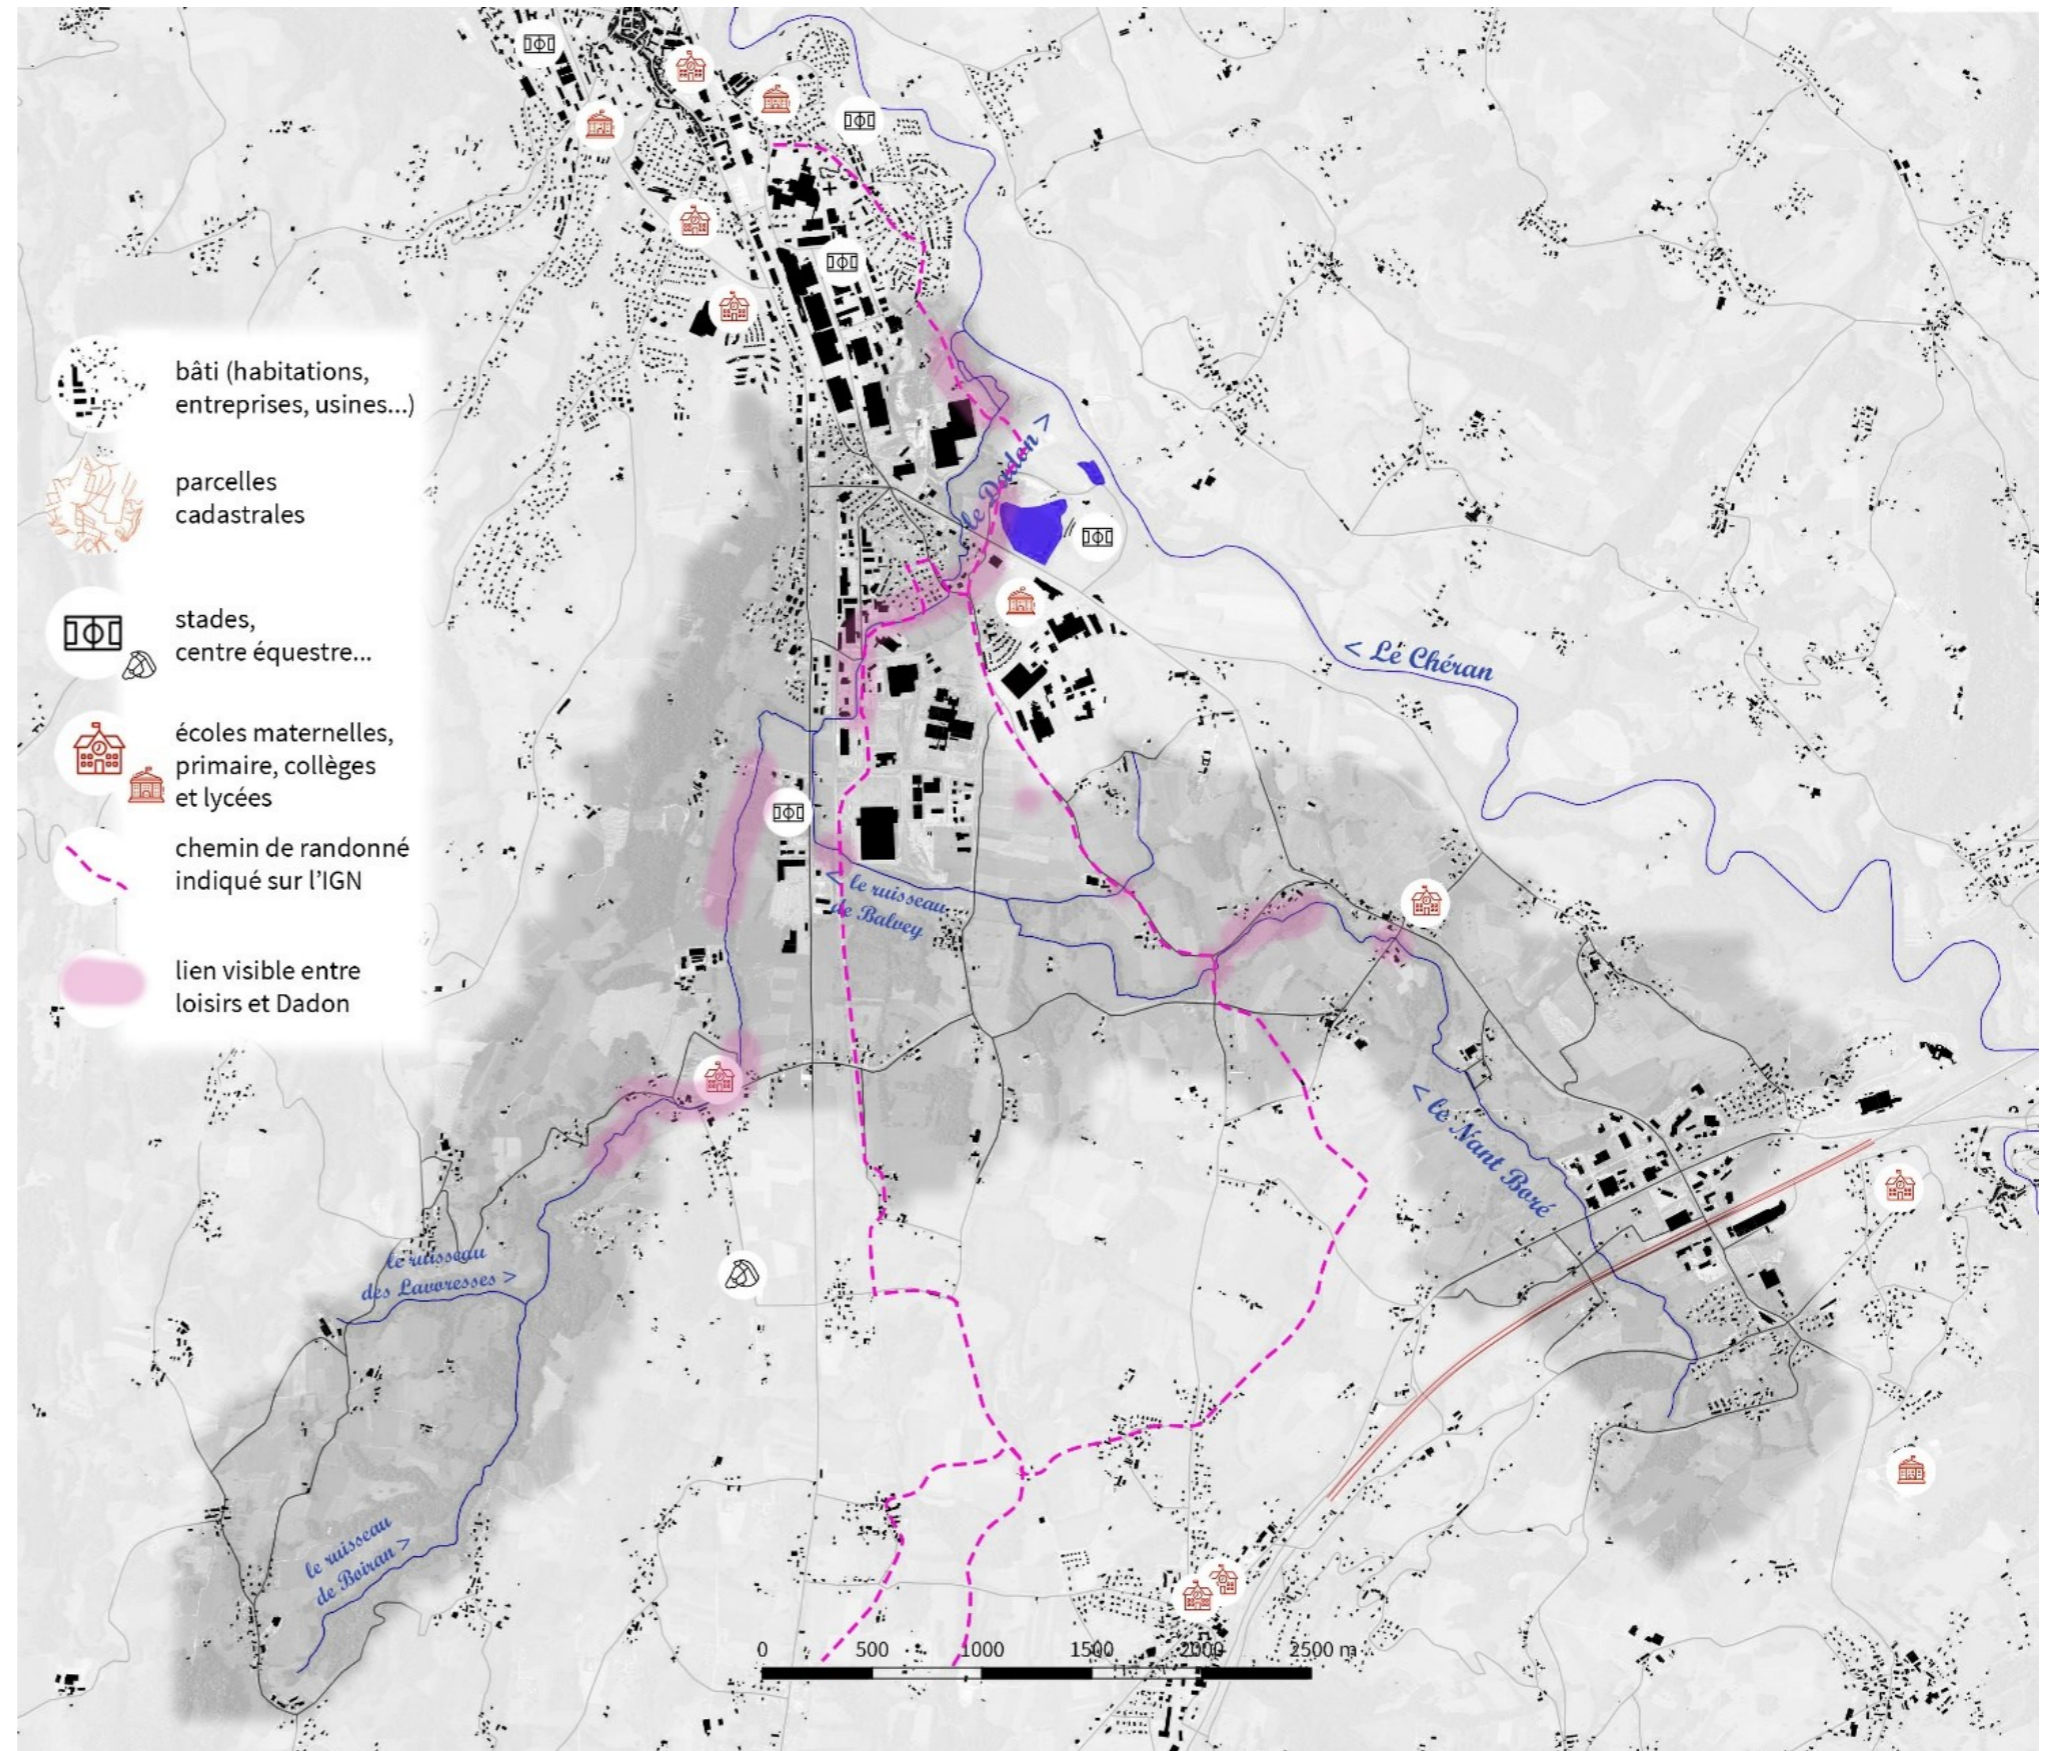 bâti (habitations,
entreprises, usines...)
parcelles
cadastrales
stades,
centre équestre...
écoles maternelles,
primaire, collèges
et lycées
chemin de randonné
indiqué sur l'IGN
lien visible entre
loisirs et Dadon
le Dadon >
< Le Chéran
< le ruisseau
de Balvey
< le Nant Boré
le ruisseau
des Lavoresses >
le ruisseau
de Boiran >
0 500 1000 1500 2000 2500 m